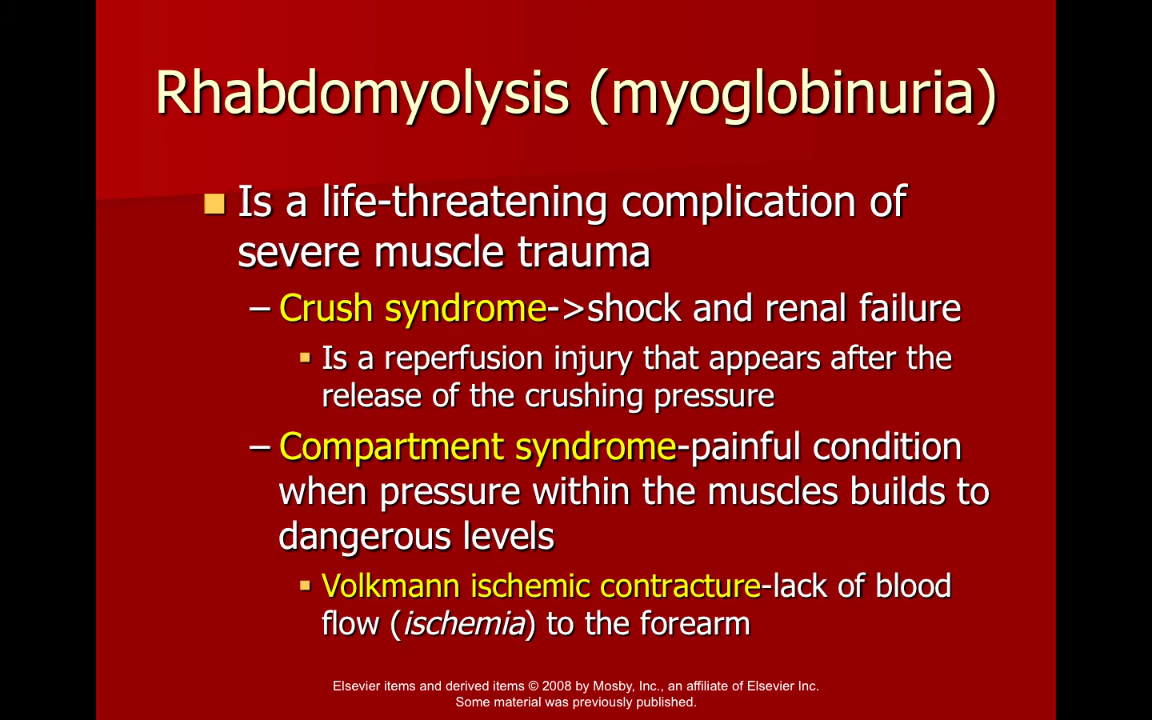 Rhabdomyolysis (myoglobinuria)
Is a life-threatening complication of
severe muscle trauma
– Crush syndrome->shock and renal failure
Is a reperfusion injury that appears after the
release of the crushing pressure
– Compartment syndrome-painful condition
when pressure within the muscles builds to
dangerous levels
Volkmann ischemic contracture-lack of blood
flow (ischemia) to the forearm
Elsevier items and derived items © 2008 by Mosby, Inc., an affiliate of Elsevier Inc.
Some material was previously published.